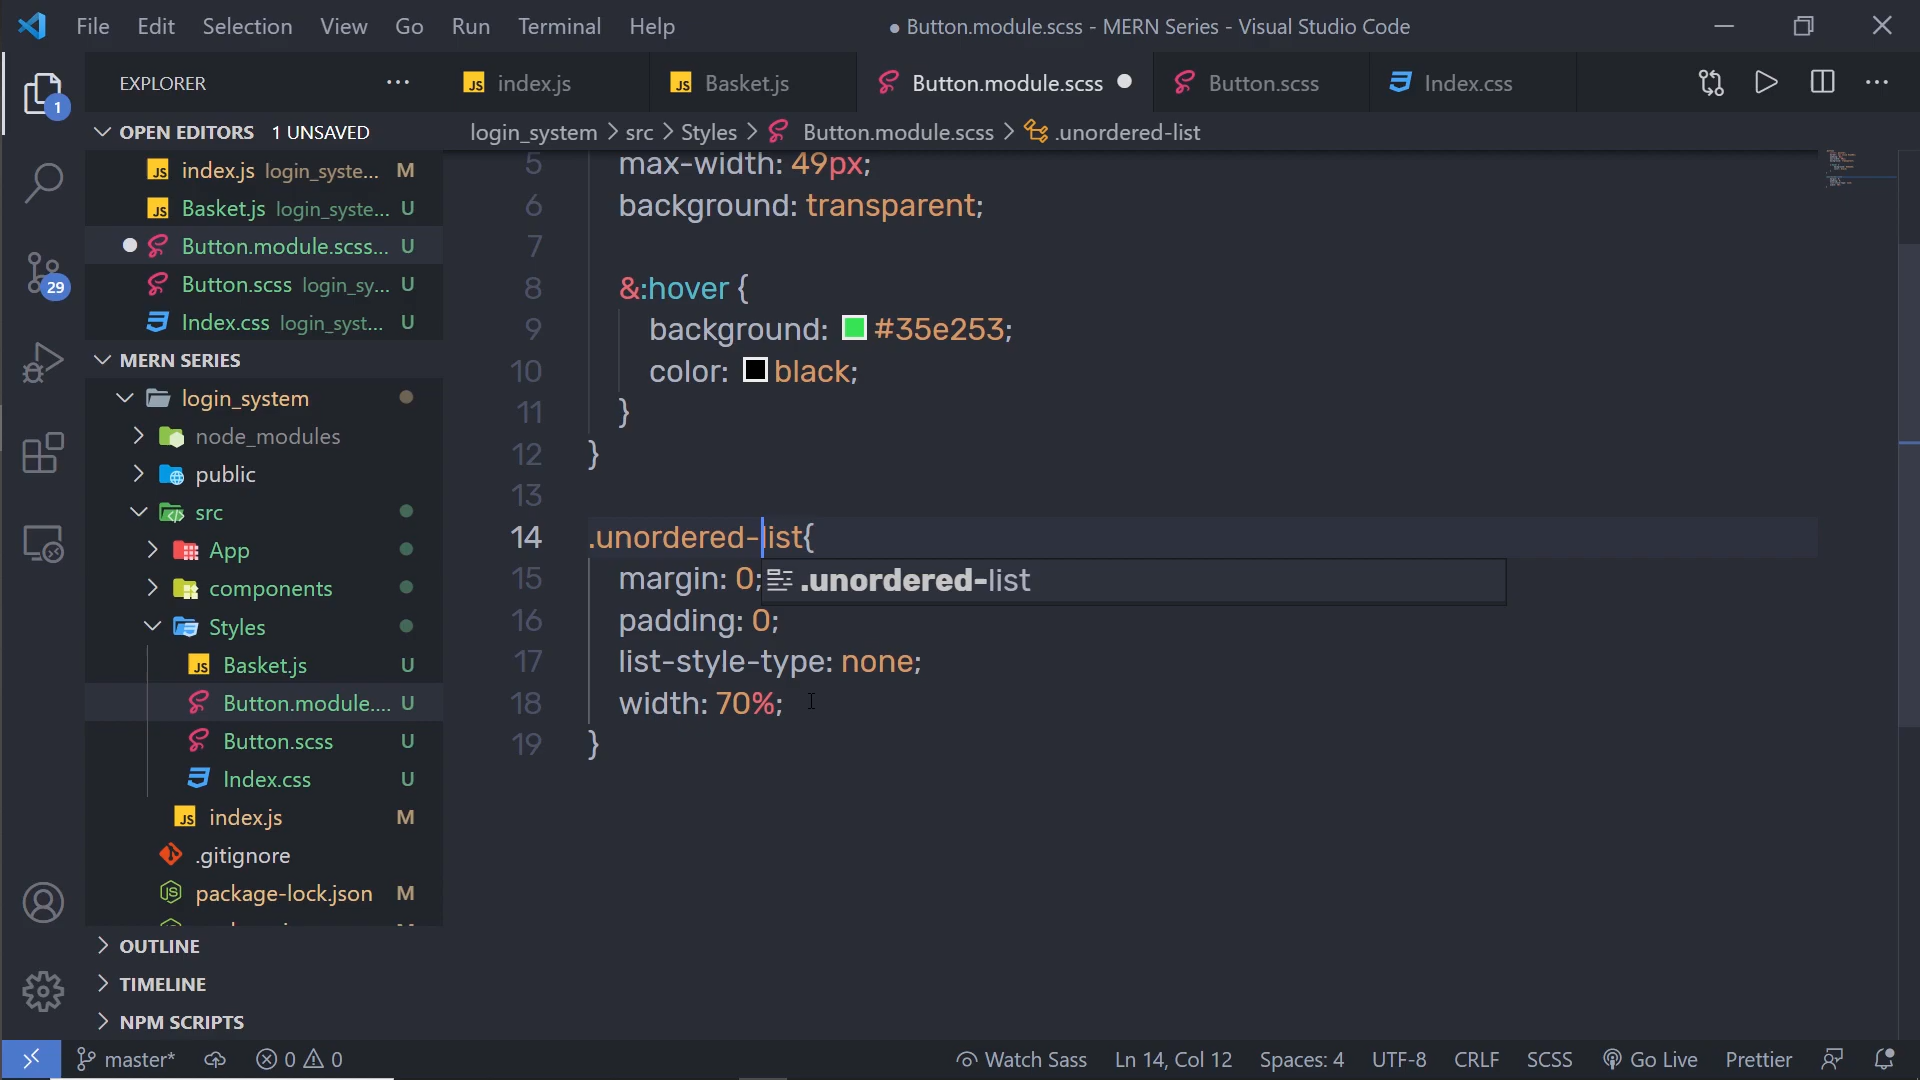 File Edit Selection View Go Run Terminal Help
● Button.module.scss - MERN Series - Visual Studio Code
EXPLORER
1
OPEN EDITORS 1 UNSAVED
index.js login_syste... M
Basket.js login_syste... U
Button.module.scss... U
Button.scss login_sy... U
Index.css login_syst... U
29
MERN SERIES
login_system
node_modules
public
src
App
components
Styles
Basket.js U
Button.module.... U
Button.scss U
Index.css U
index.js M
.gitignore
package-lock.json M
OUTLINE
TIMELINE
NPM SCRIPTS
index.js Basket.js Button.module.scss Button.scss Index.css
login_system > src > Styles > Button.module.scss > .unordered-list
5 max-width: 49px;
6 background: transparent;
7
8 &:hover {
9 background: #35e253;
10 color: black;
11 }
12 }
13
14 .unordered-list{
15 margin: 0;
.unordered-list
16 padding: 0;
17 list-style-type: none;
18 width: 70%;
19 }
master* 0 0 Watch Sass Ln 14, Col 12 Spaces: 4 UTF-8 CRLF SCSS Go Live Prettier